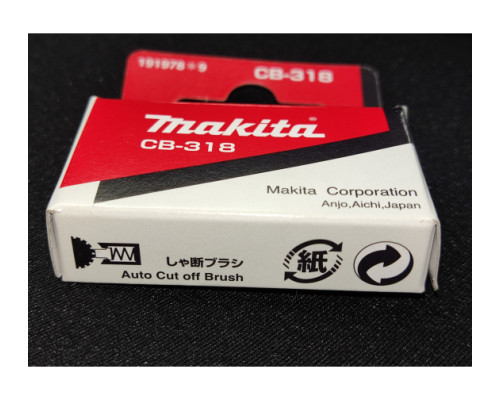 191978*9
CB-318
makita
CB-318
Makita Corporation
Anjo,Aichi,Japan
しゃ断ブラシ
Auto Cut off Brush
紙